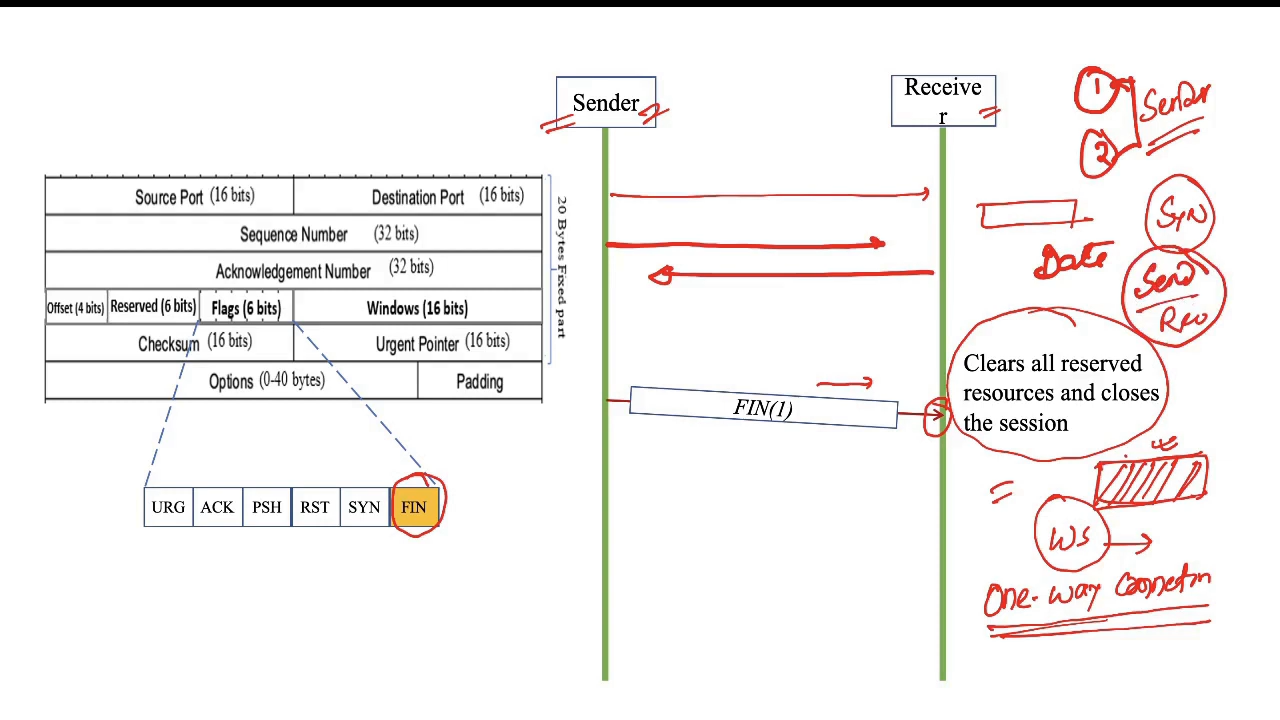 Sender
Receive
r
1
2
Sender
Source Port (16 bits)
Destination Port (16 bits)
Sequence Number (32 bits)
Acknowledgement Number (32 bits)
Offset (4 bits)
Reserved (6 bits)
Flags (6 bits)
Windows (16 bits)
Checksum (16 bits)
Urgent Pointer (16 bits)
Options (0-40 bytes)
Padding
20 Bytes Fixed part
URG
ACK
PSH
RST
SYN
FIN
FIN(1)
SYN
Data
Send
Clears all reserved
resources and closes
the session
WS
One-way